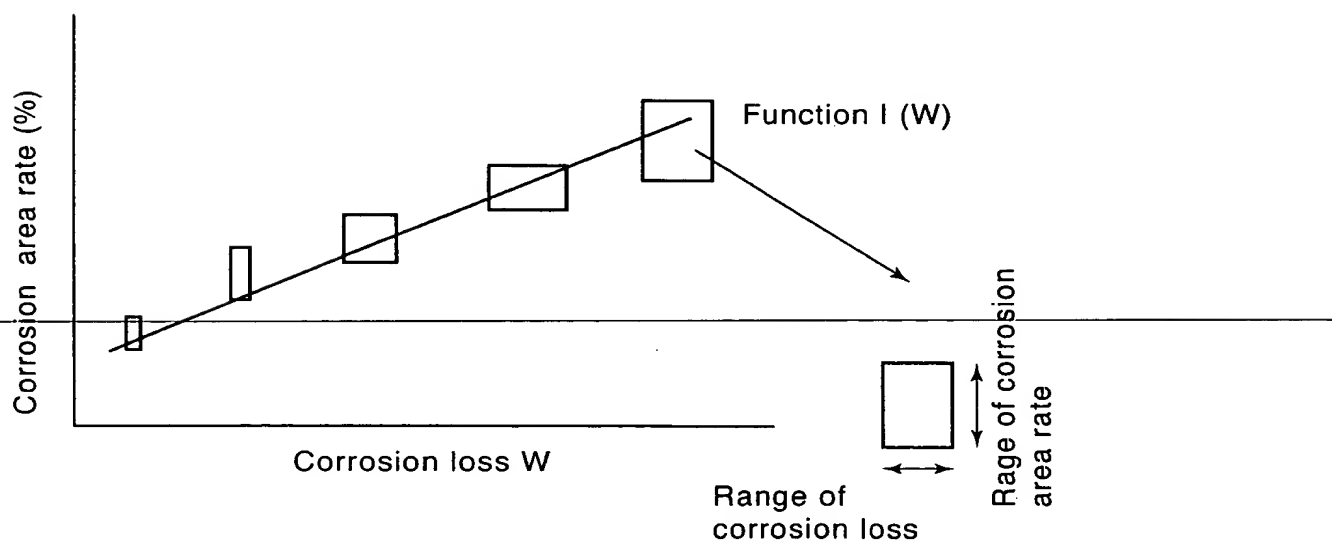 Corrosion area rate (%)
Function I (W)
Corrosion loss W
Range of
corrosion loss
Rage of corrosion
area rate